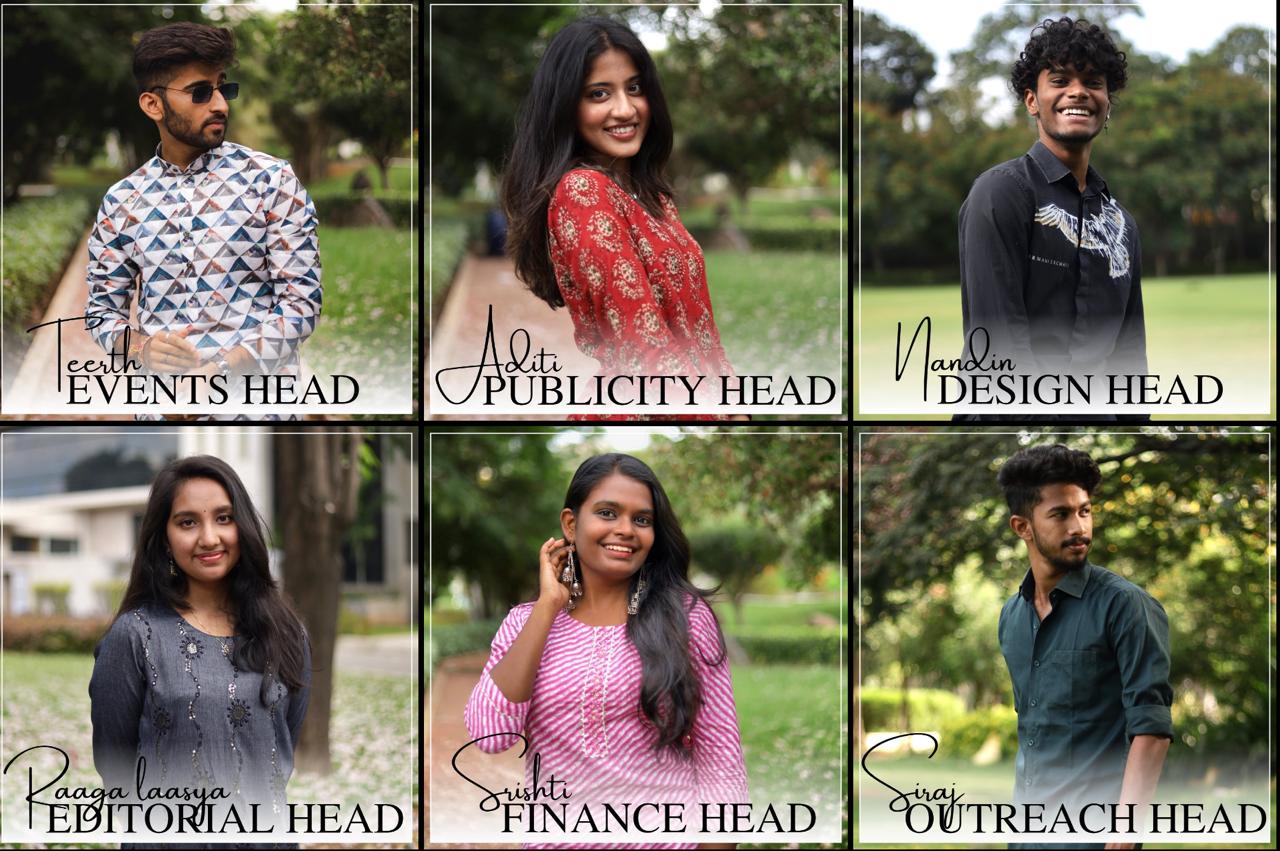 Teerth
EVENTS HEAD
Aditi
PUBLICITY HEAD
Nandin
DESIGN HEAD
Raaga laasya
EDITORIAL HEAD
Srishti
FINANCE HEAD
Siraj
OUTREACH HEAD